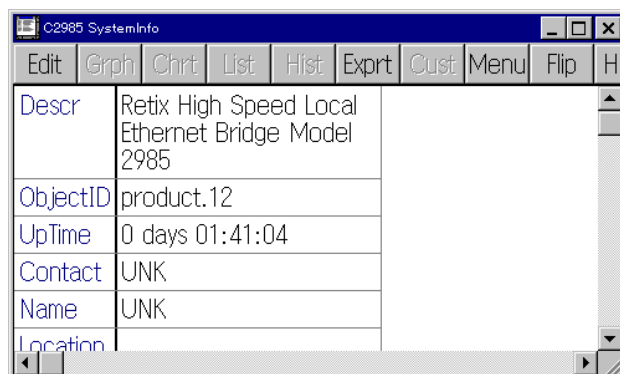 C2985 SystemInfo
Edit Grph Chrt List Hist Exprt Cust Menu Flip H
Descr Retix High Speed Local
Ethernet Bridge Model
2985
ObjectID product.12
UpTime 0 days 01:41:04
Contact UNK
Name UNK
Location